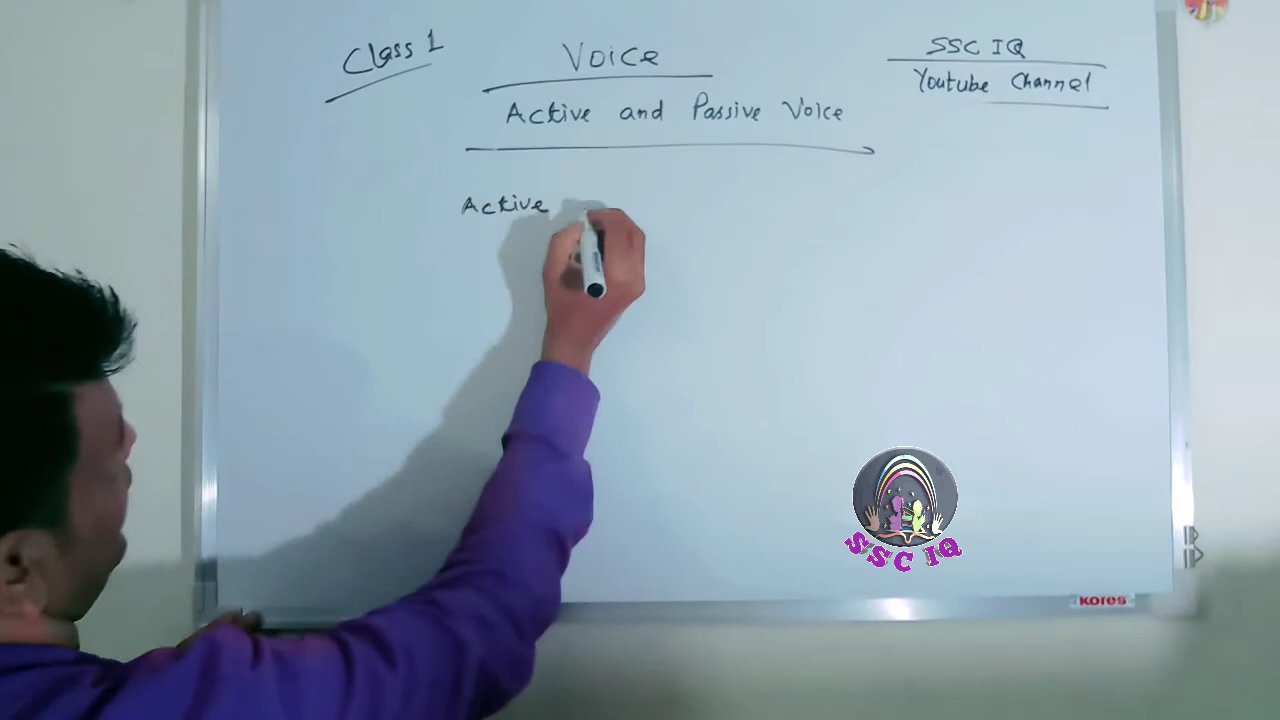 Class 1
Voice
Active and Passive Voice
SSC IQ
Youtube Channel
Active
SSC IQ
kores